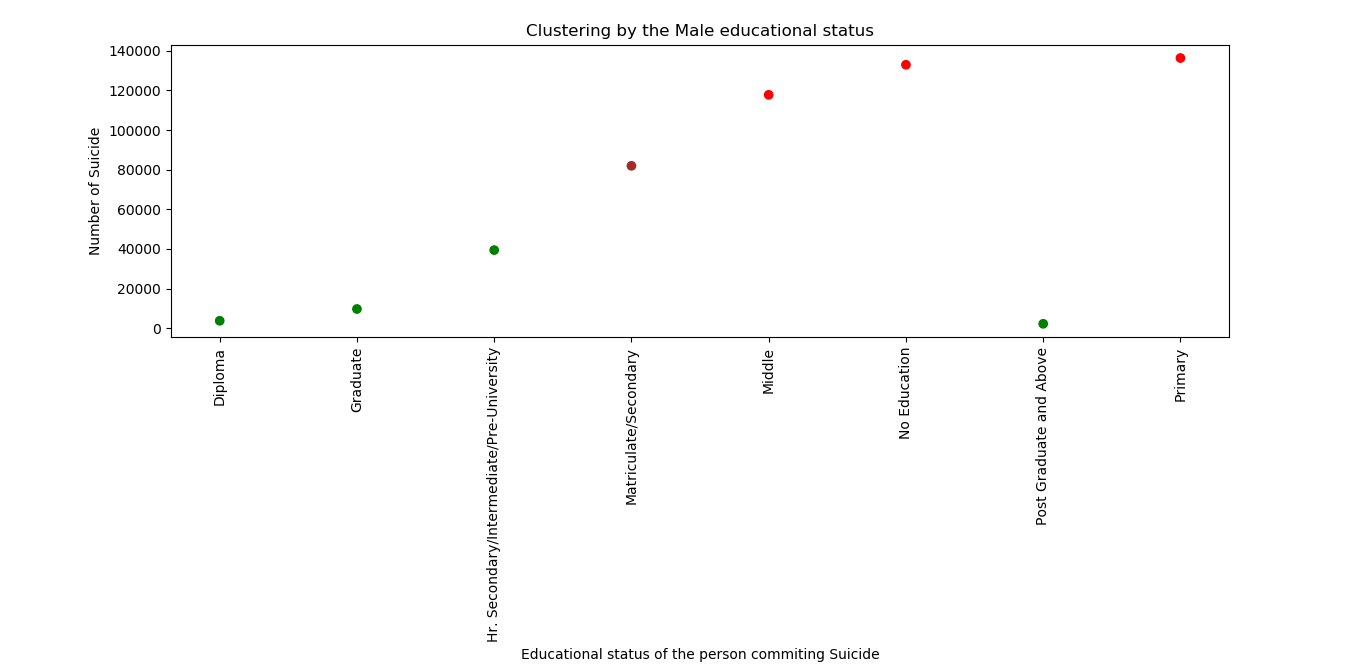 Clustering by the Male educational status
Number of Suicide
140000
120000
100000
80000
60000
40000
20000
0
Diploma
Graduate
Hr. Secondary/Intermediate/Pre-University
Matriculate/Secondary
Middle
No Education
Post Graduate and Above
Primary
Educational status of the person commiting Suicide